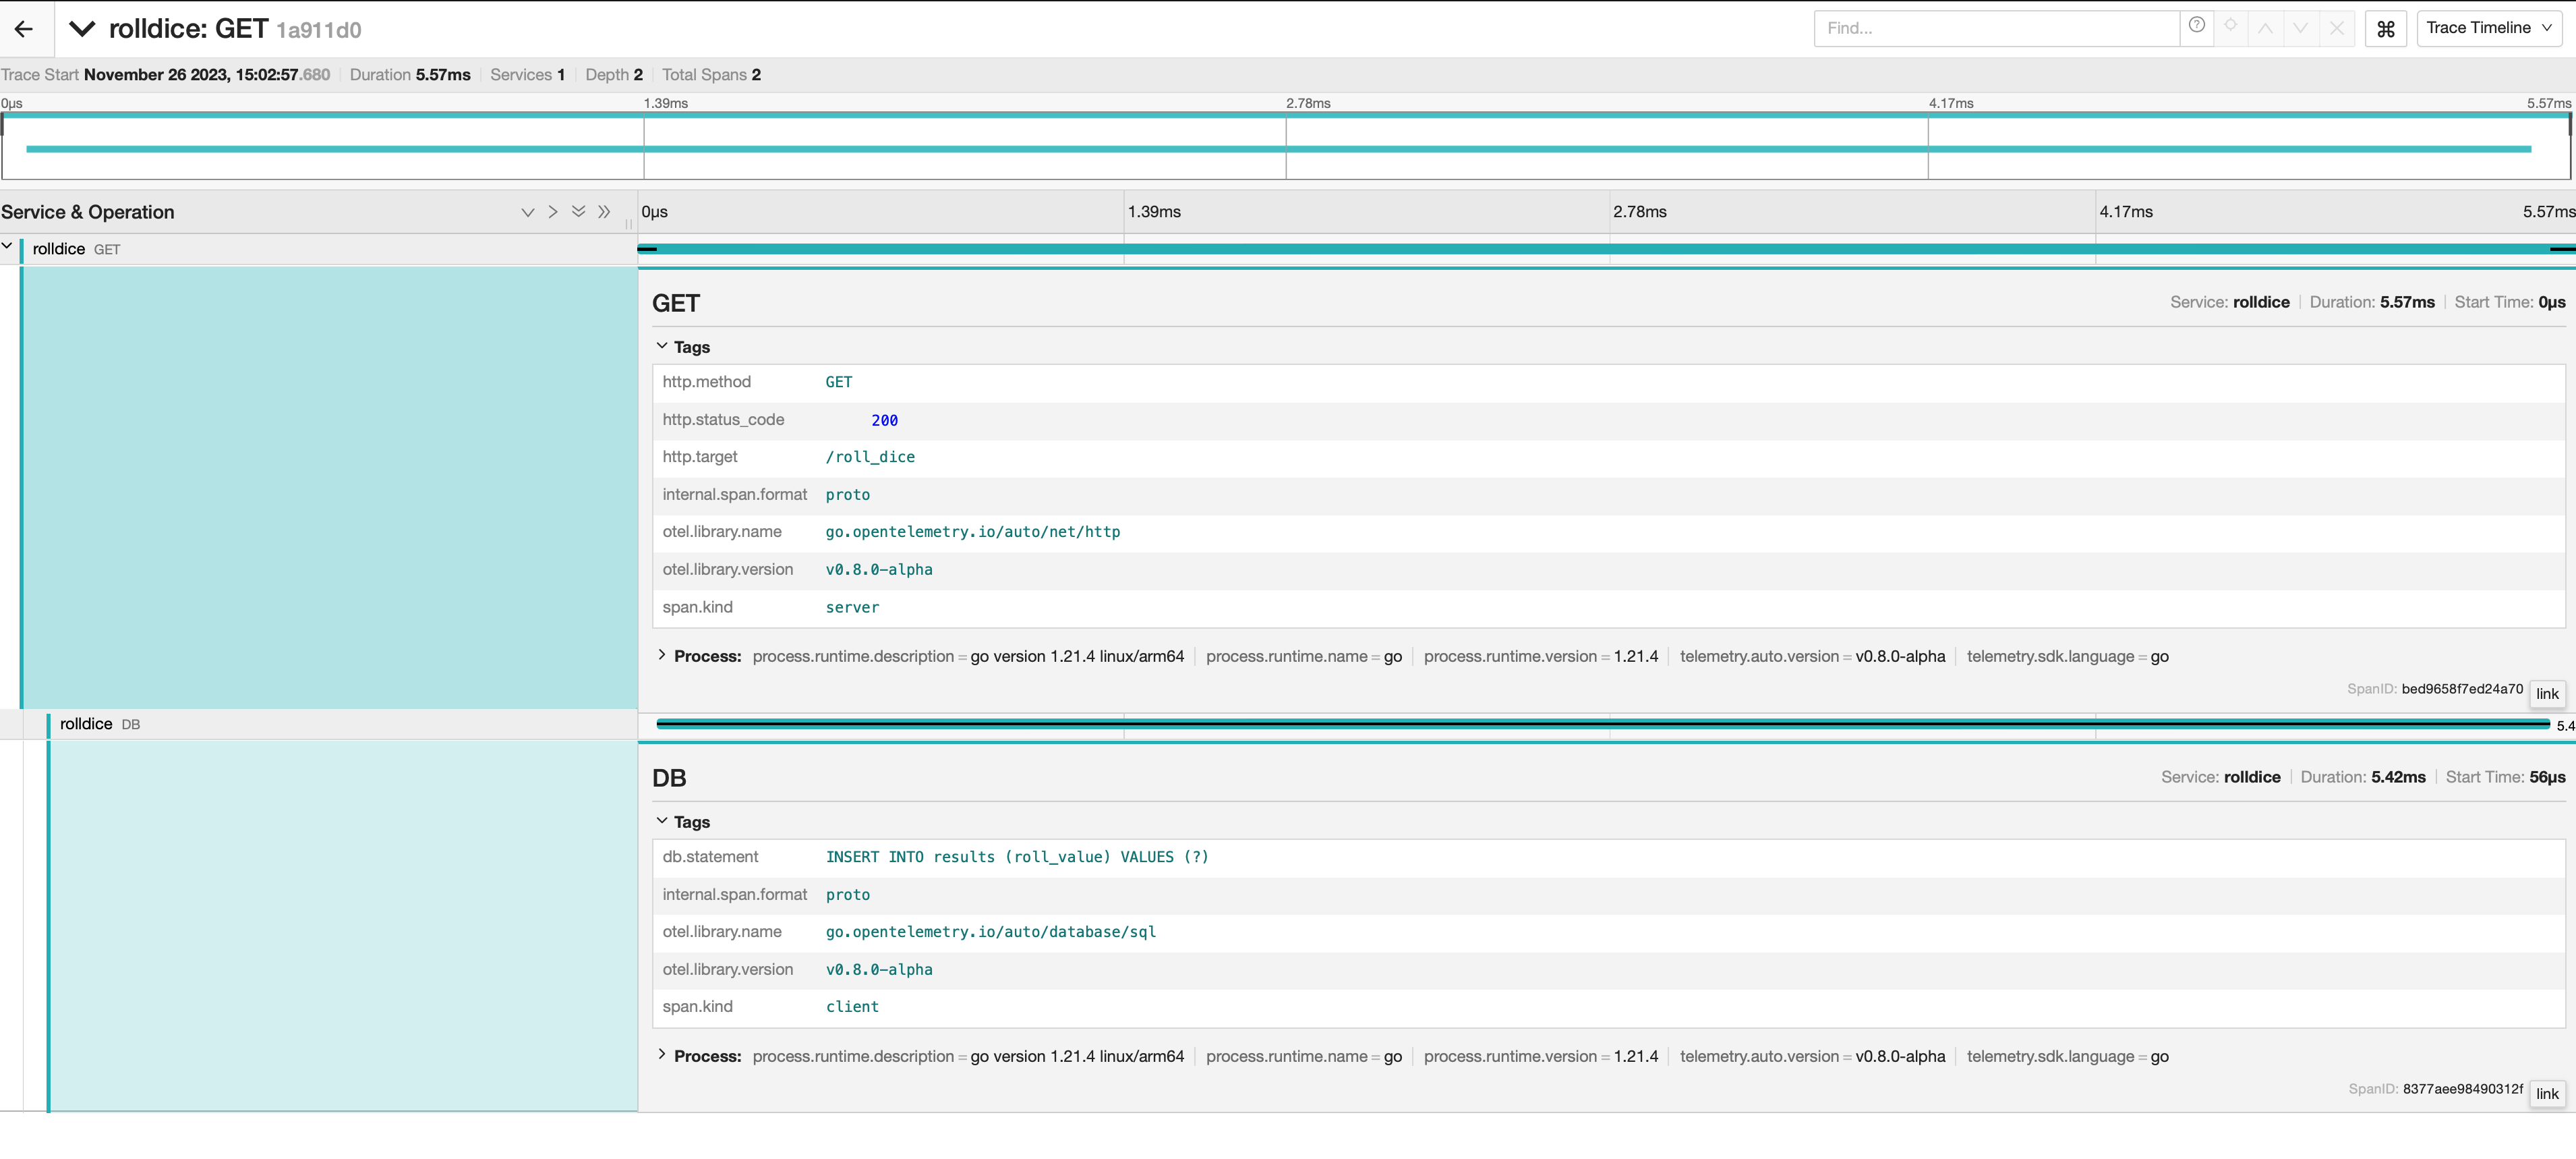 rolldice: GET 1a911d0 Find... Trace Timeline
Trace Start November 26 2023, 15:02:57.680 Duration 5.57ms Services 1 Depth 2 Total Spans 2
0μs 1.39ms 2.78ms 4.17ms 5.57ms
Service & Operation 0μs 1.39ms 2.78ms 4.17ms 5.57ms
rolldice GET
GET Service: rolldice Duration: 5.57ms Start Time: 0μs
Tags
http.method GET
http.status_code 200
http.target /roll_dice
internal.span.format proto
otel.library.name go.opentelemetry.io/auto/net/http
otel.library.version v0.8.0-alpha
span.kind server
Process: process.runtime.description = go version 1.21.4 linux/arm64 process.runtime.name = go process.runtime.version = 1.21.4 telemetry.auto.version = v0.8.0-alpha telemetry.sdk.language = go
SpanID: bed9658f7ed24a70 link
rolldice DB 5.4
DB Service: rolldice Duration: 5.42ms Start Time: 56μs
Tags
db.statement INSERT INTO results (roll_value) VALUES (?)
internal.span.format proto
otel.library.name go.opentelemetry.io/auto/database/sql
otel.library.version v0.8.0-alpha
span.kind client
Process: process.runtime.description = go version 1.21.4 linux/arm64 process.runtime.name = go process.runtime.version = 1.21.4 telemetry.auto.version = v0.8.0-alpha telemetry.sdk.language = go
SpanID: 8377aee98490312f link